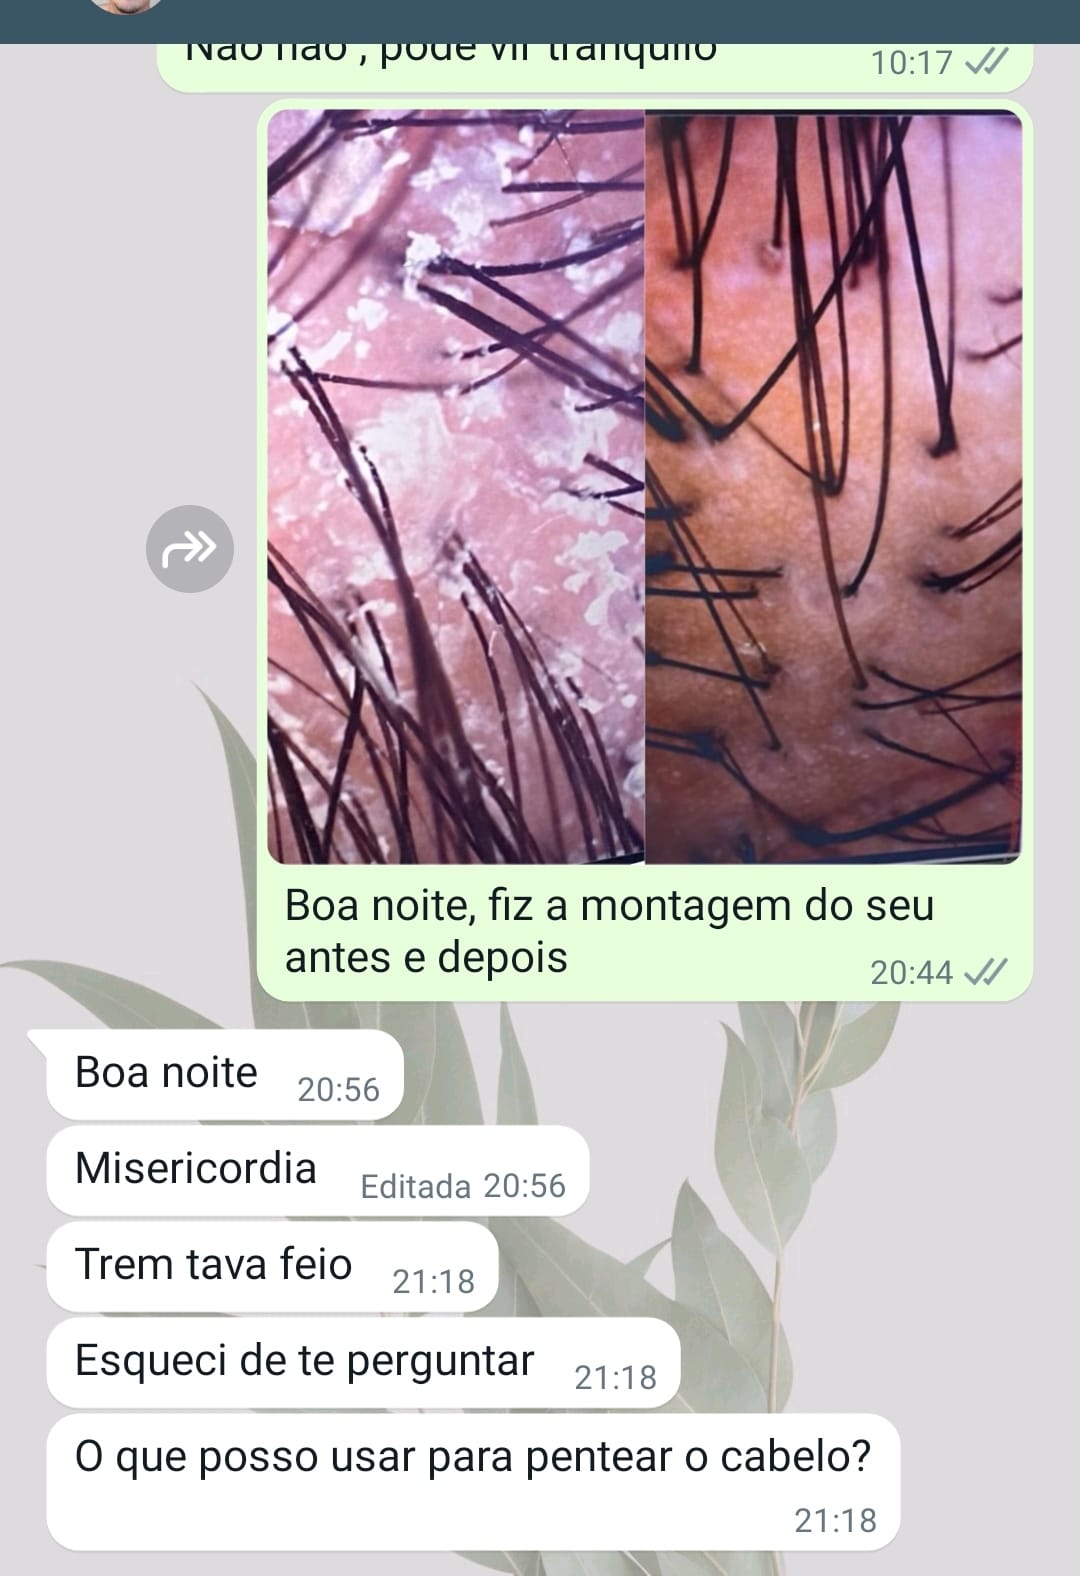 Não não , pode vir tranquilo
10:17
Boa noite, fiz a montagem do seu
antes e depois
20:44
Boa noite
20:56
Misericordia
Editada 20:56
Trem tava feio
21:18
Esqueci de te perguntar
21:18
O que posso usar para pentear o cabelo?
21:18